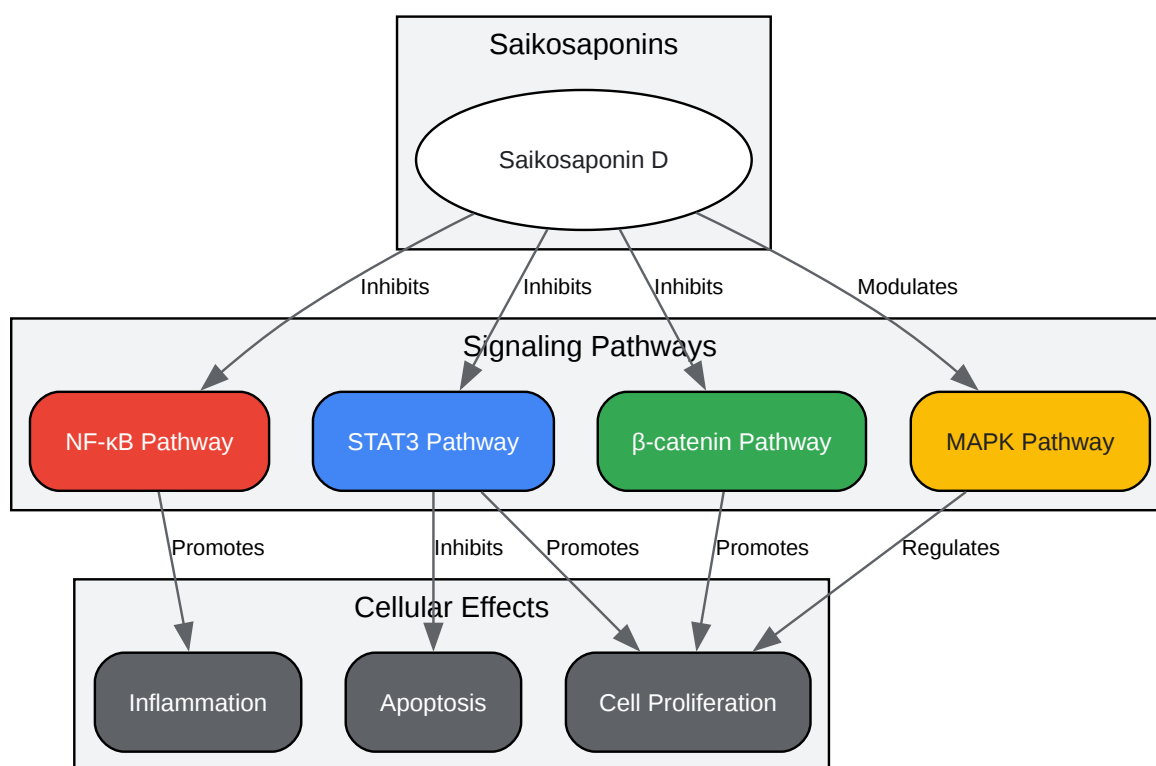 Saikosaponins
Saikosaponin D
Inhibits
Inhibits
Inhibits
Modulates
Signaling Pathways
NF-κB Pathway
STAT3 Pathway
β-catenin Pathway
MAPK Pathway
Promotes
Inhibits
Promotes
Promotes
Regulates
Cellular Effects
Inflammation
Apoptosis
Cell Proliferation